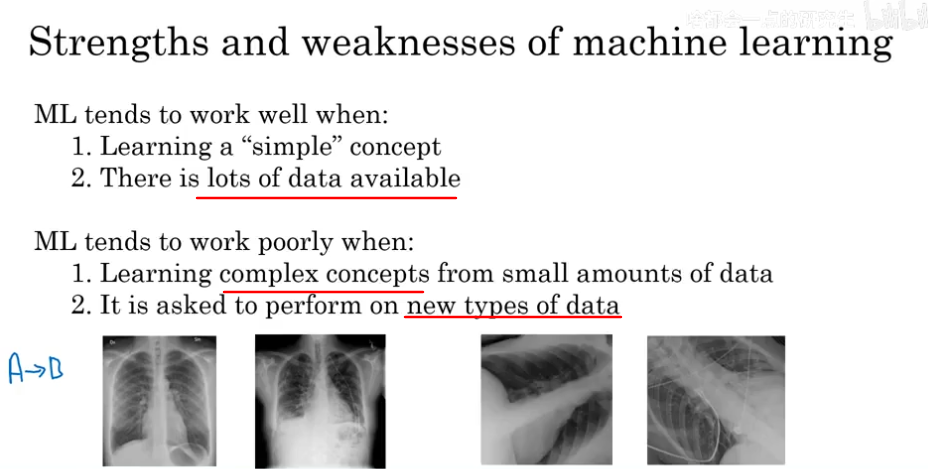 Strengths and weaknesses of machine learning
ML tends to work well when:
1. Learning a “simple” concept
2. There is lots of data available
ML tends to work poorly when:
1. Learning complex concepts from small amounts of data
2. It is asked to perform on new types of data
A→B